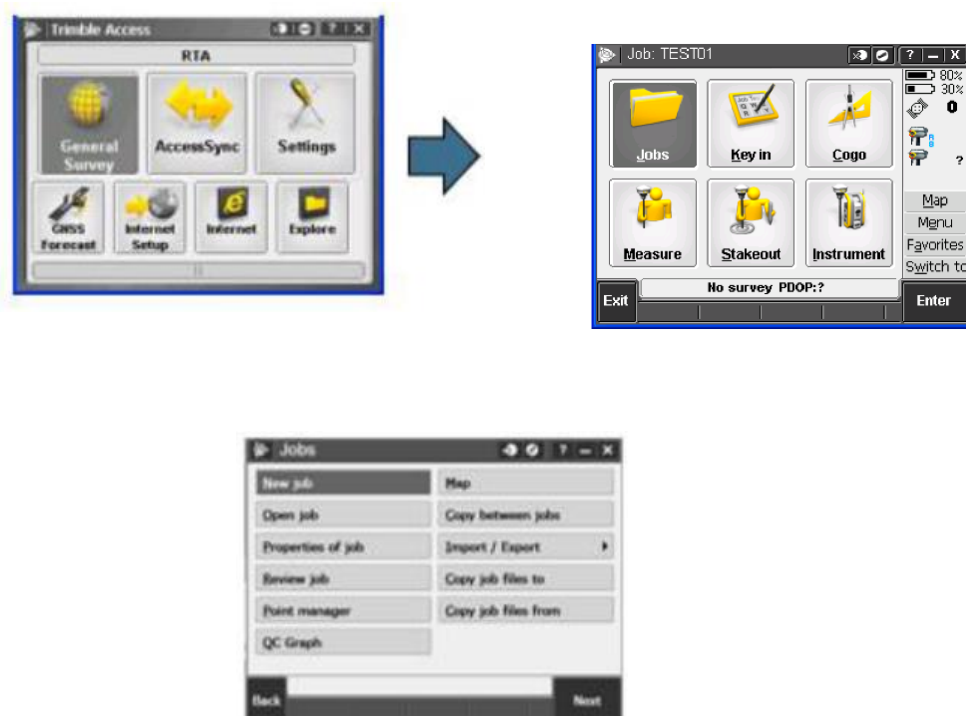 Trimble Access
? X
RTA
General
Survey
AccessSync
Settings
GNSS
Forecast
Internet
Setup
Internet
Explore
Job: TEST01
? – X
80%
30%
0
?
Jobs
Key in
Cogo
Measure
Stakeout
Instrument
Map
Menu
Favorites
Switch to
No survey PDOP:?
Exit
Enter
Jobs
? – X
New job
Map
Open job
Copy between jobs
Properties of job
Import / Export
Review job
Copy job files to
Point manager
Copy job files from
QC Graph
Back
Next